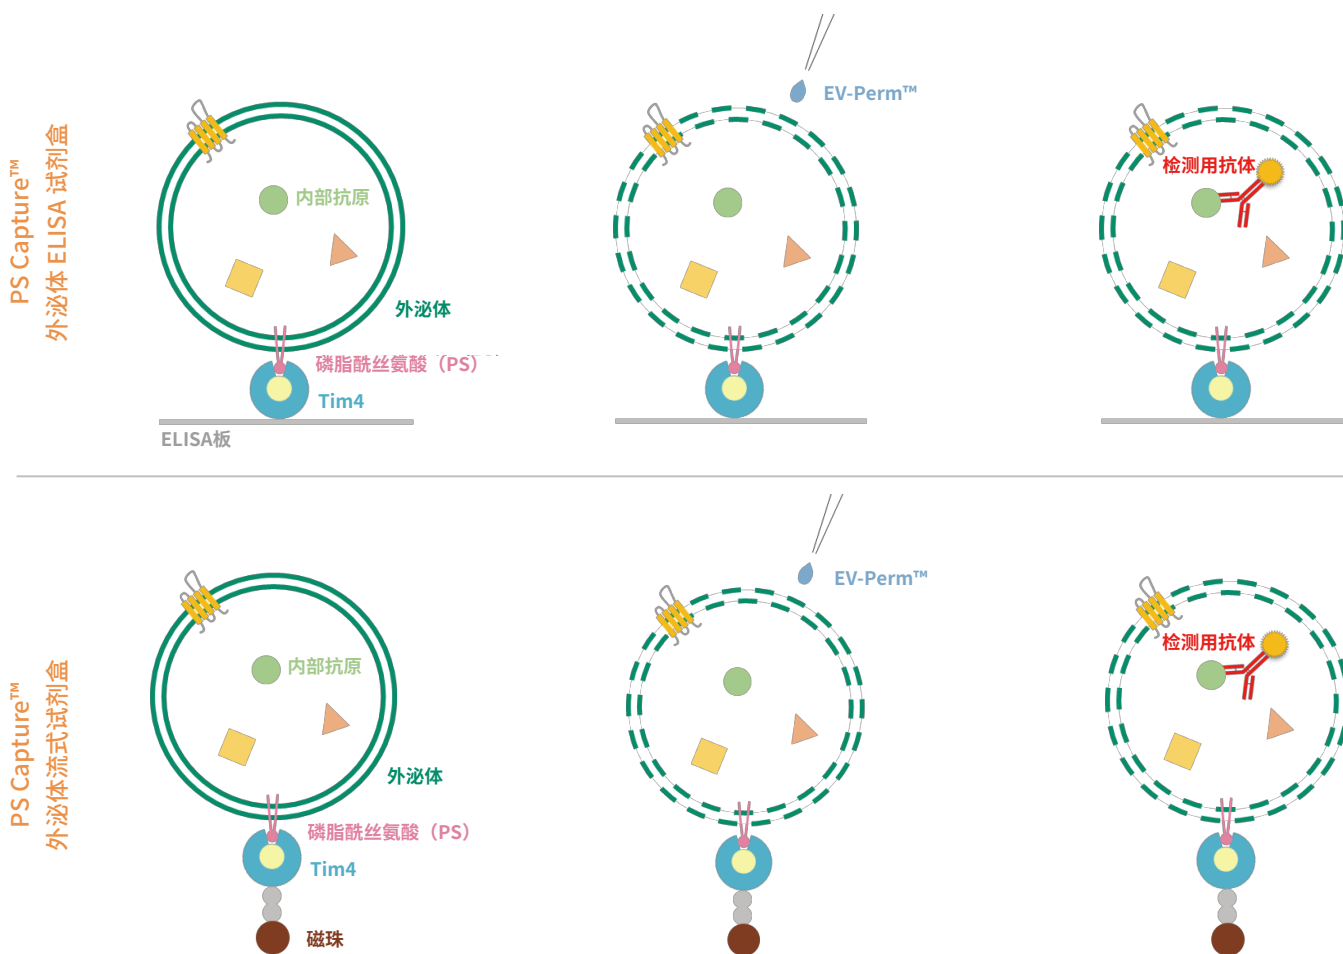 PS Capture™
外泌体 ELISA 试剂盒
EV-Perm™
内部抗原
检测用抗体
外泌体
磷脂酰丝氨酸（PS）
Tim4
ELISA板
PS Capture™
外泌体流式试剂盒
EV-Perm™
内部抗原
检测用抗体
外泌体
磷脂酰丝氨酸（PS）
Tim4
磁珠